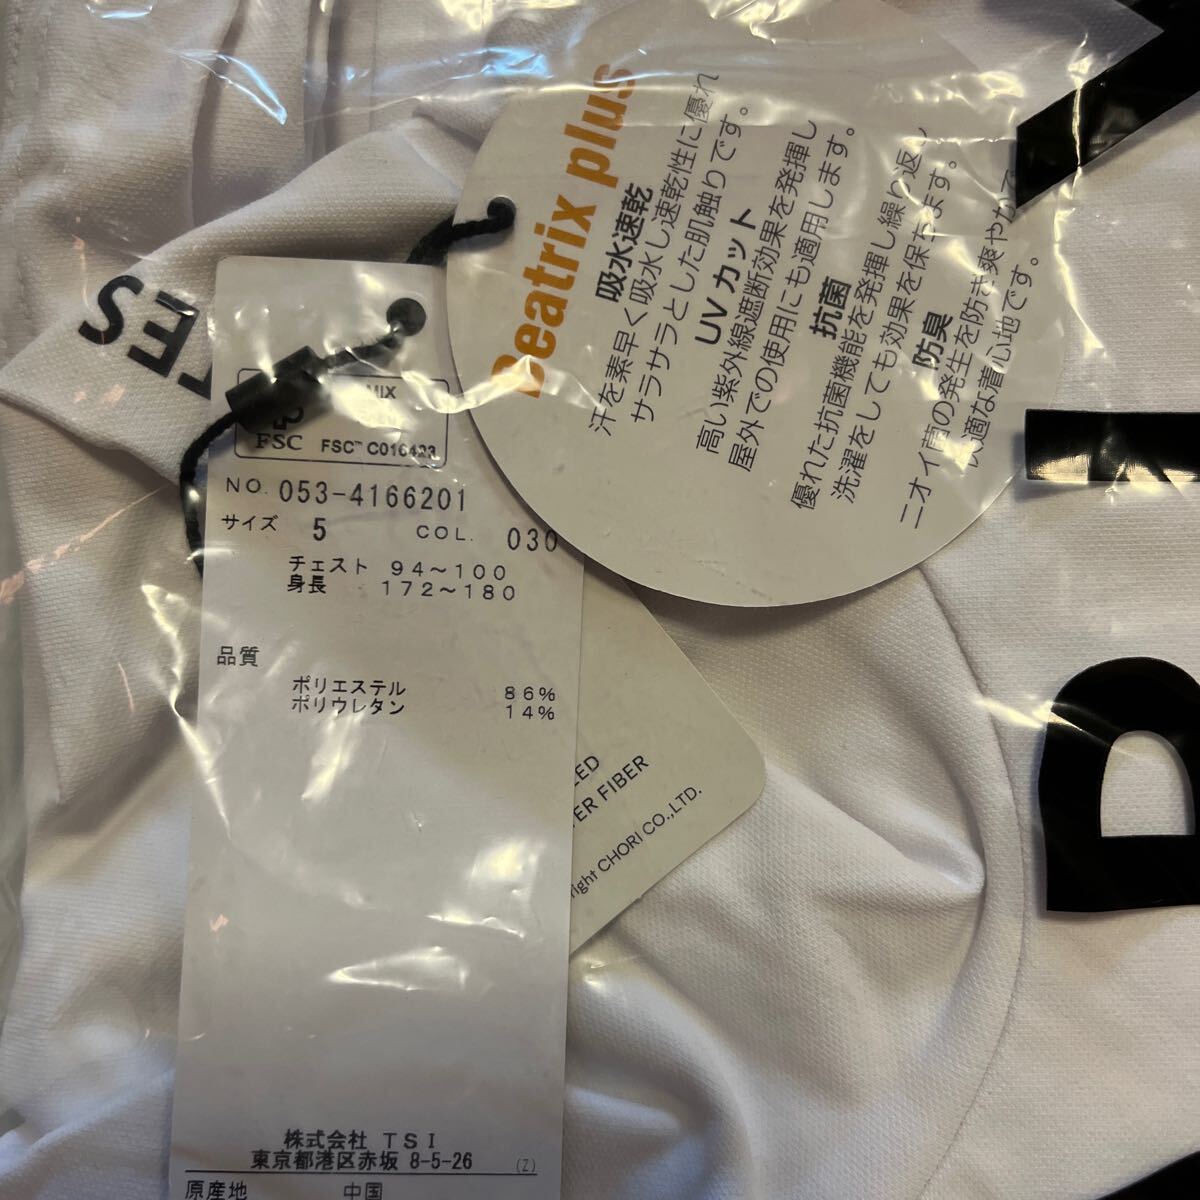 Beatrix plus
吸水速乾
汗を素早く吸水し速乾性に優れ
サラサラとした肌触りです。
UVカット
高い紫外線遮断効果を発揮し
屋外での使用にも適用します。
抗菌
優れた抗菌機能を発揮し繰り返し
洗濯をしても効果を保ちます。
防臭
ニオイ菌の発生を防ぎ爽やかで
快適な着心地です。
MIX
FSC FSC™ C016423
NO. 053-4166201
サイズ 5 COL. 030
チェスト 94～100
身長 172～180
品質
ポリエステル 86%
ポリウレタン 14%
FIBER
CHORI CO.,LTD.
株式会社 TSI
東京都港区赤坂 8-5-26 (Z)
原産地 中国